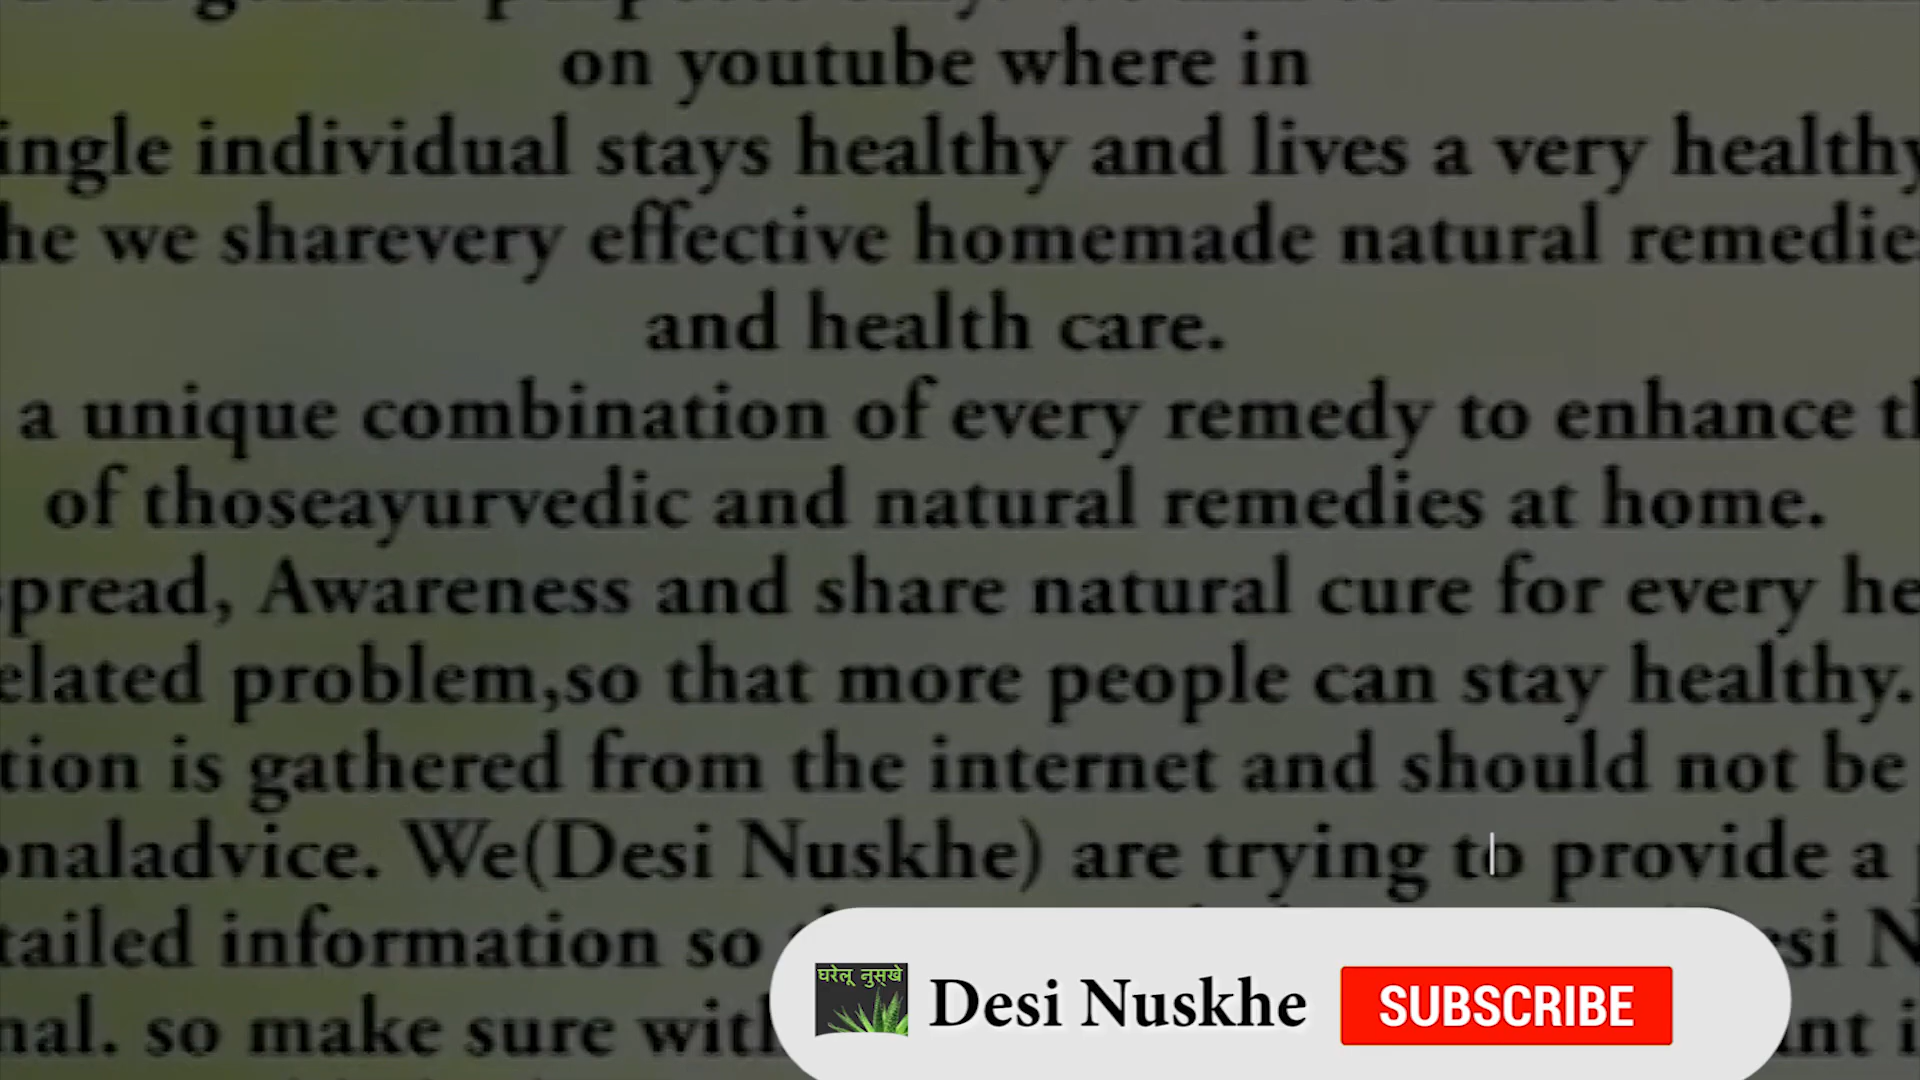 on youtube where in
ingle individual stays healthy and lives a very healthy
he we sharevery effective homemade natural remedie
and health care.
a unique combination of every remedy to enhance th
of thoseayurvedic and natural remedies at home.
spread, Awareness and share natural cure for every he
elated problem,so that more people can stay healthy.
tion is gathered from the internet and should not be
onaladvice. We(Desi Nuskhe) are trying to provide a
tailed information so
esi N
nal. so make sure with
घरेलू नुस्खे
Desi Nuskhe
SUBSCRIBE